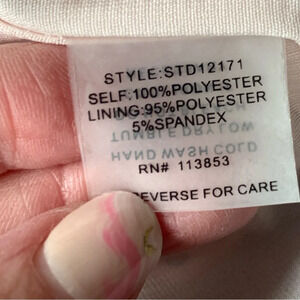 STYLE:STD12171
SELF:100%POLYESTER
LINING:95%POLYESTER
5%SPANDEX
TUMBLE DRY LOW
HAND WASH COLD
RN# 113853
EVERSE FOR CARE